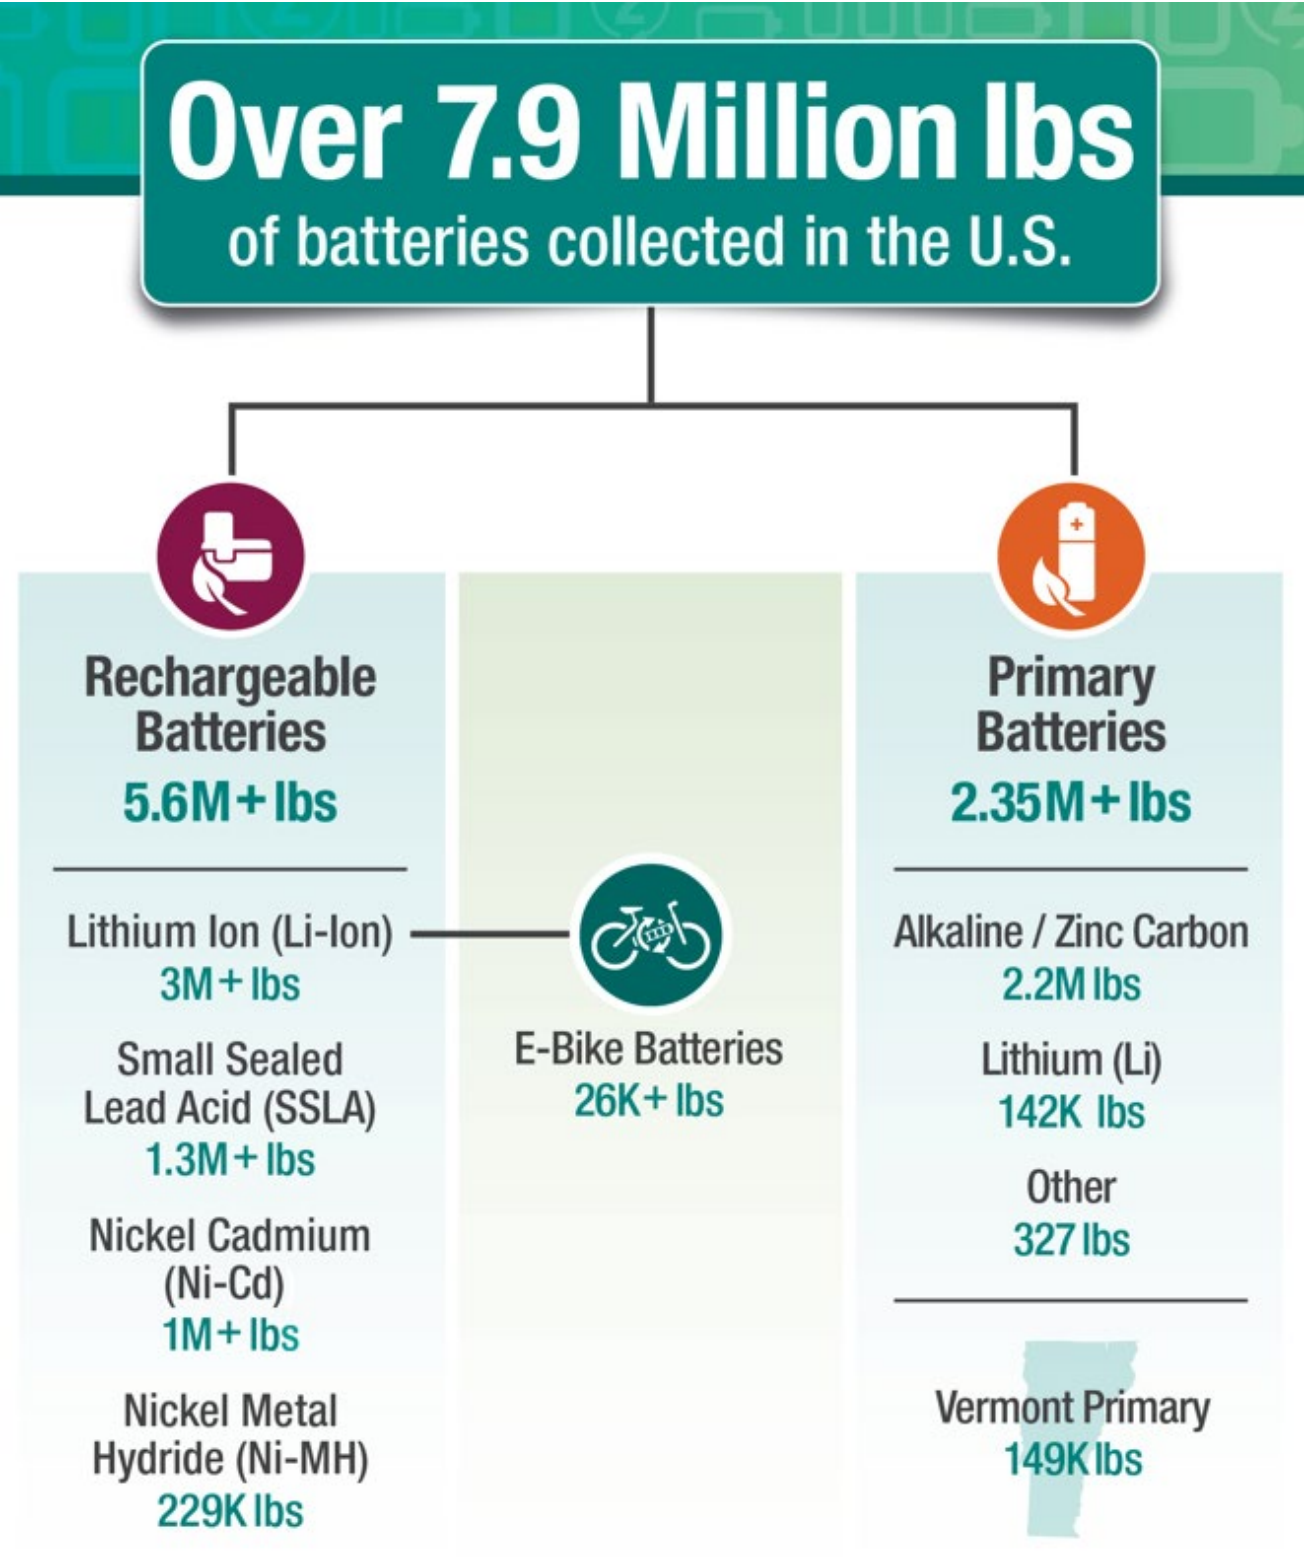 Over 7.9 Million lbs
of batteries collected in the U.S.
Rechargeable
Batteries
5.6M+ lbs
Lithium Ion (Li-Ion)
3M+ lbs
Small Sealed
Lead Acid (SSLA)
1.3M+ lbs
Nickel Cadmium
(Ni-Cd)
1M+ lbs
Nickel Metal
Hydride (Ni-MH)
229K lbs
E-Bike Batteries
26K+ lbs
Primary
Batteries
2.35M+ lbs
Alkaline / Zinc Carbon
2.2M lbs
Lithium (Li)
142K lbs
Other
327 lbs
Vermont Primary
149K lbs